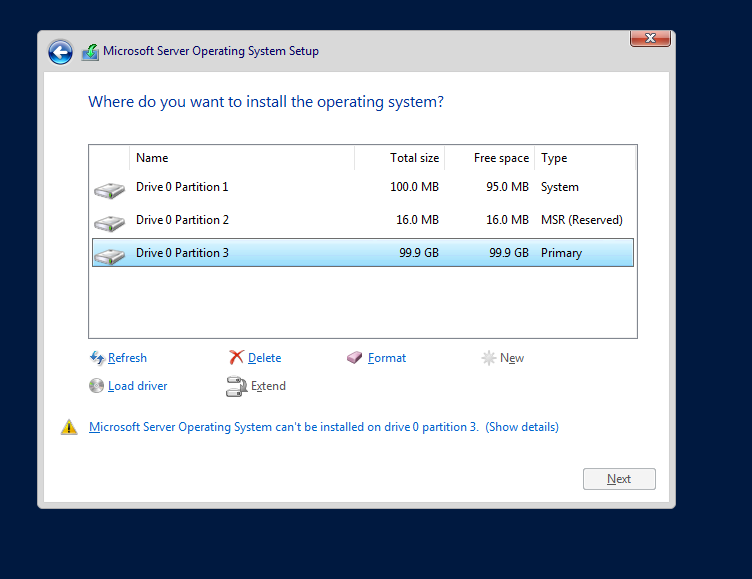 Microsoft Server Operating System Setup
Where do you want to install the operating system?
Name Total size Free space Type
Drive 0 Partition 1 100.0 MB 95.0 MB System
Drive 0 Partition 2 16.0 MB 16.0 MB MSR (Reserved)
Drive 0 Partition 3 99.9 GB 99.9 GB Primary
Refresh Delete Format New
Load driver Extend
Microsoft Server Operating System can't be installed on drive 0 partition 3. (Show details)
Next